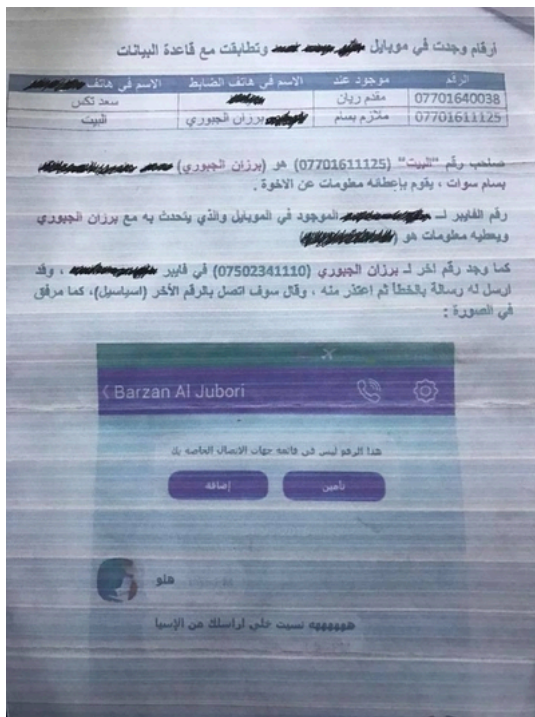 أرقام وجدت في موبايل وتطابقت مع قاعدة البيانات
الرقم موجود عند الاسم في هاتف الضابط الاسم في هاتف
07701640038 مقدم ريان سعد تكس
07701611125 ملازم بسام برزان الجبوري البيت
صاحب رقم "البيت" (07701611125) هو (برزان الجبوري)
بسام سوات ، يقوم بإعطائه معلومات عن الاخوة .
رقم الفايبر لـ الموجود في الموبايل والذي يتحدث به مع برزان الجبوري
ويعطيه معلومات هو ()
كما وجد رقم اخر لـ برزان الجبوري (07502341110) في فايبر ، وقد
ارسل له رسالة بالخطأ ثم اعتذر منه ، وقال سوف اتصل بالرقم الأخر (اسياسيل)، كما مرفق
في الصورة :
Barzan Al Jubori
هذا الرقم ليس في قائمة جهات الاتصال الخاصة بك
إضافة تأمين
هلو
هههههه نسيت خلي اراسلك من الإسيا